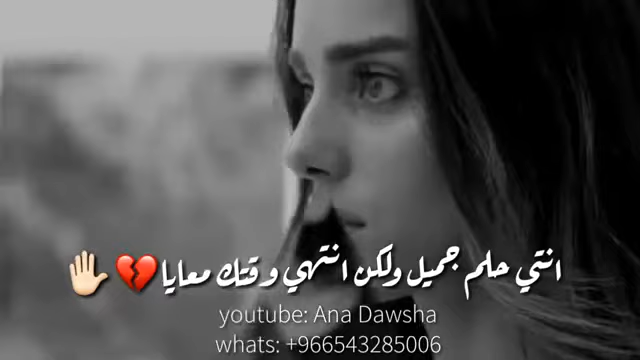 انتي حلم جميل ولكن انتهي وقتك معايا💔✋🏻
youtube: Ana Dawsha
whats: +966543285006